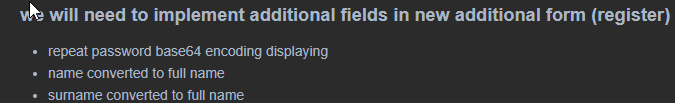 we will need to implement additional fields in new additional form (register)
repeat password base64 encoding displaying
name converted to full name
surname converted to full name